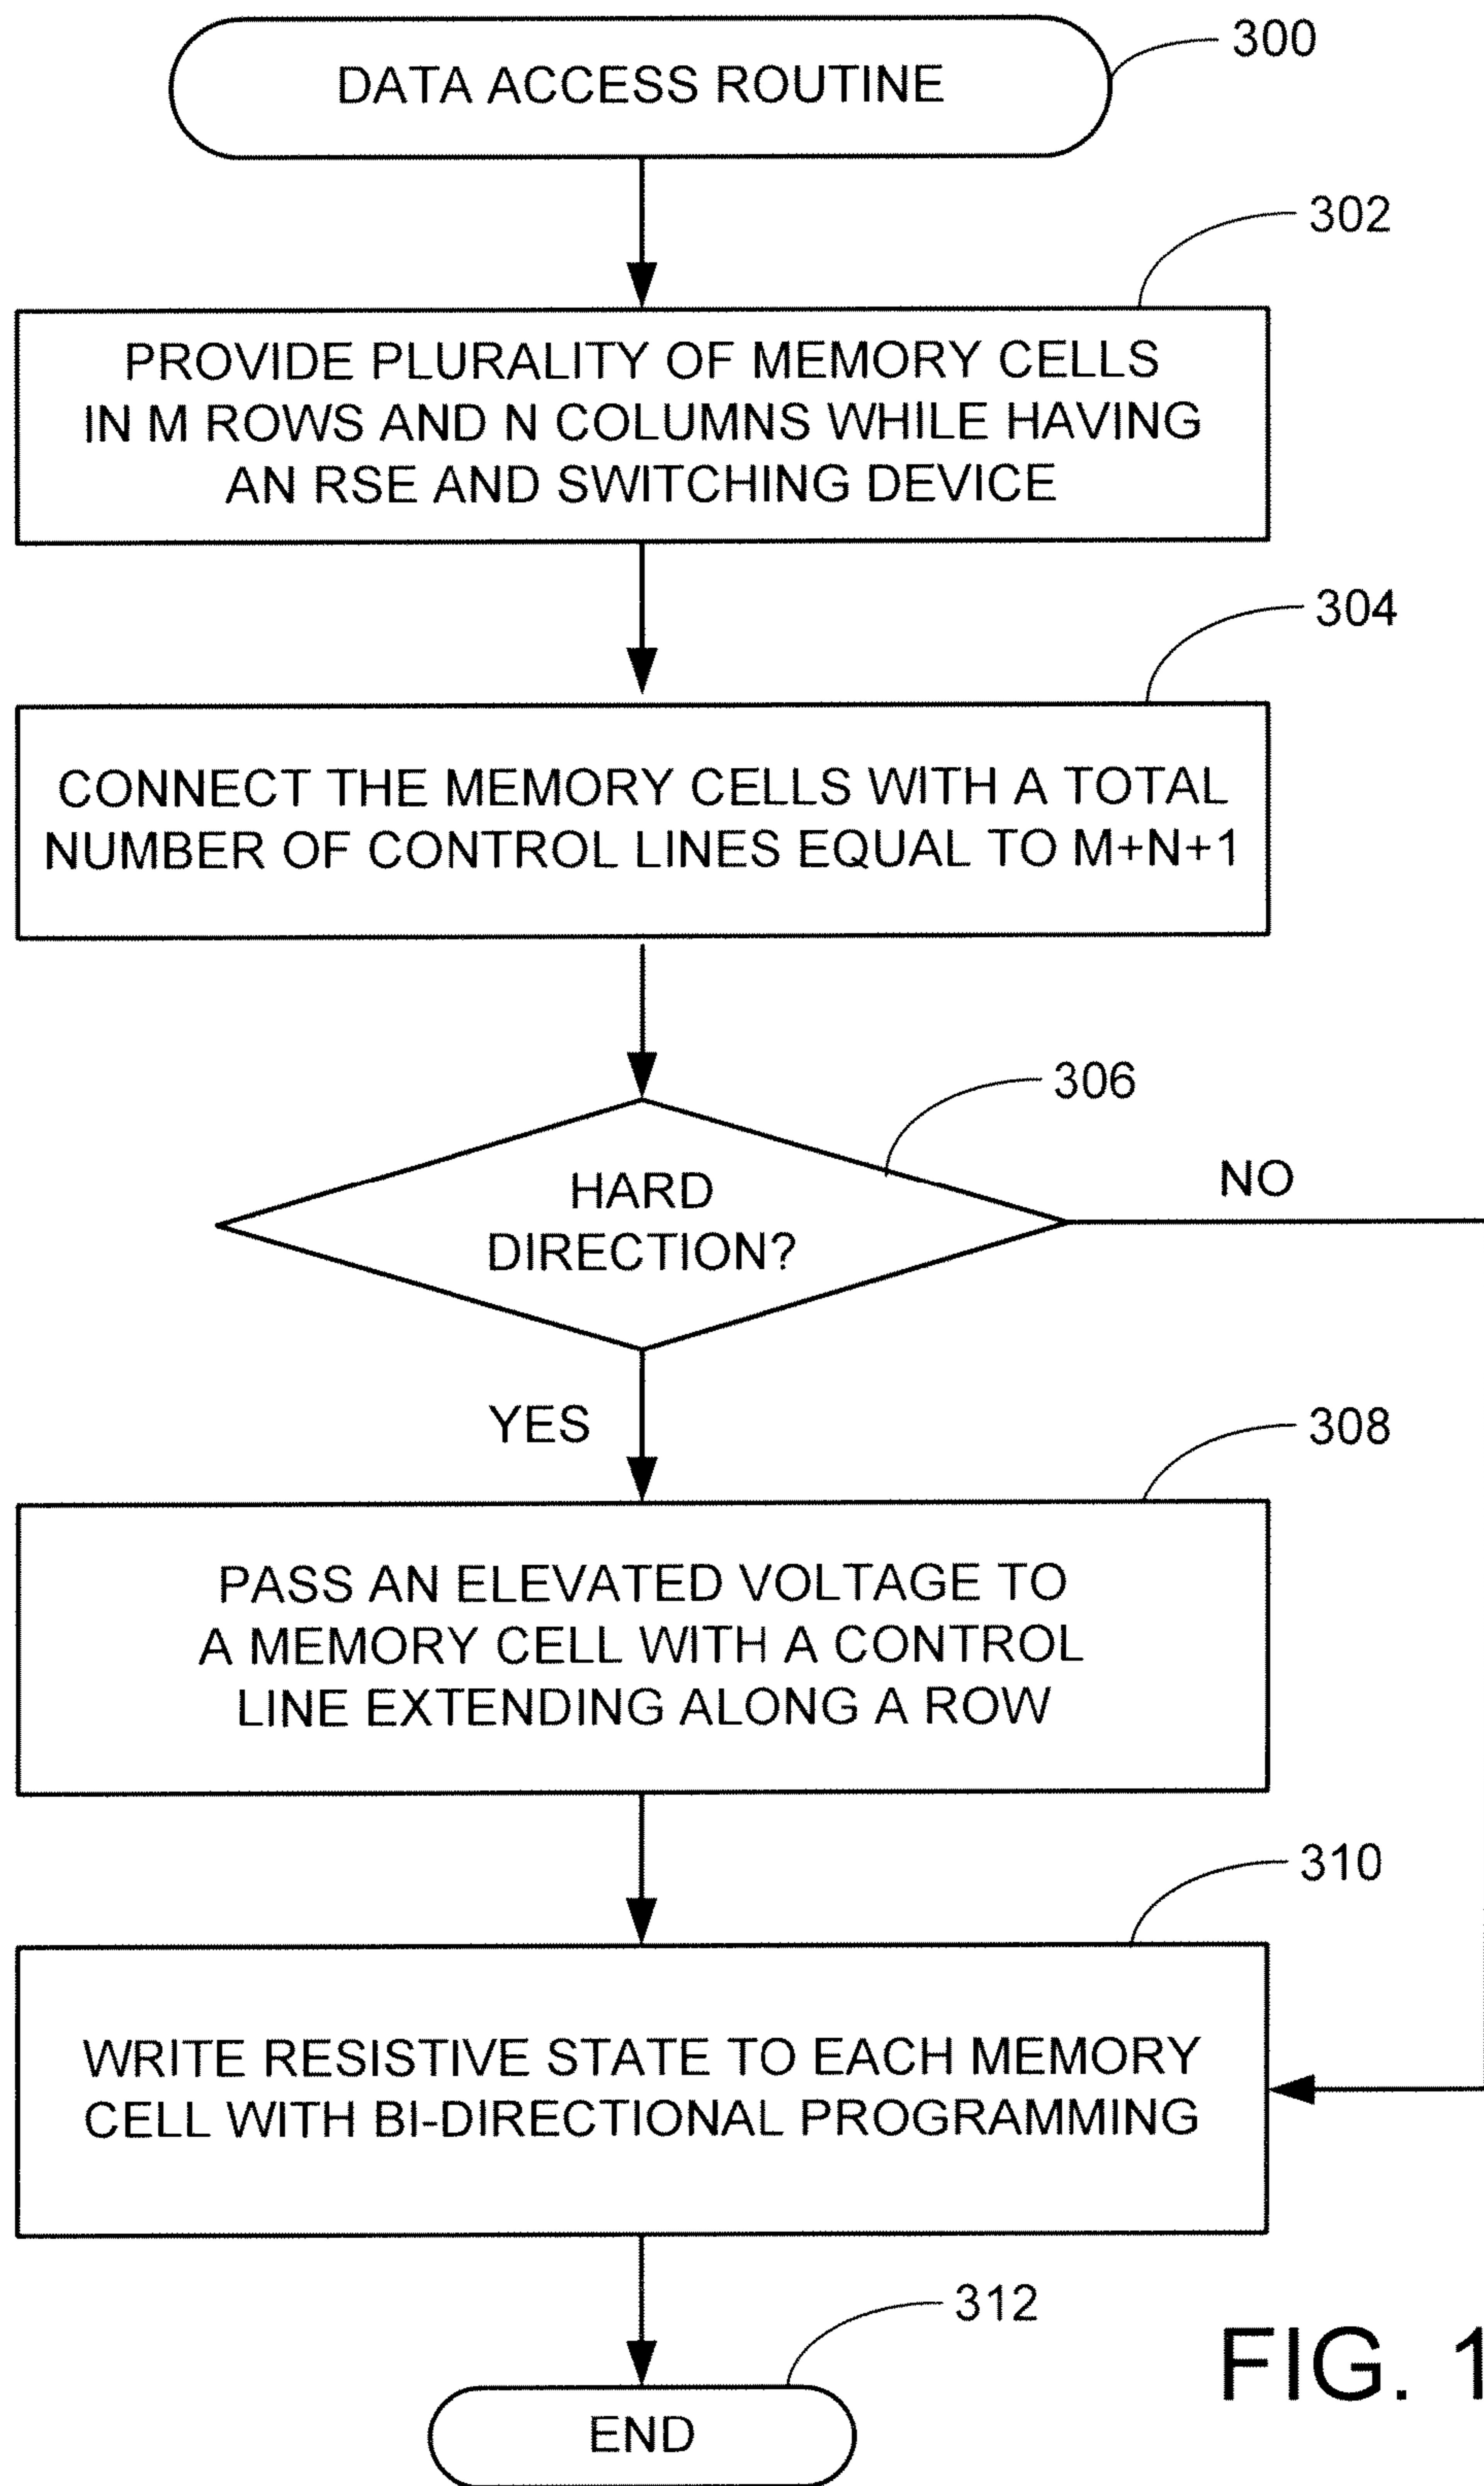 DATA ACCESS ROUTINE
300
302
PROVIDE PLURALITY OF MEMORY CELLS
IN M ROWS AND N COLUMNS WHILE HAVING
AN RSE AND SWITCHING DEVICE
304
CONNECT THE MEMORY CELLS WITH A TOTAL
NUMBER OF CONTROL LINES EQUAL TO M+N+1
306
HARD
DIRECTION?
NO
YES
308
PASS AN ELEVATED VOLTAGE TO
A MEMORY CELL WITH A CONTROL
LINE EXTENDING ALONG A ROW
310
WRITE RESISTIVE STATE TO EACH MEMORY
CELL WITH BI-DIRECTIONAL PROGRAMMING
312
END
FIG. 1